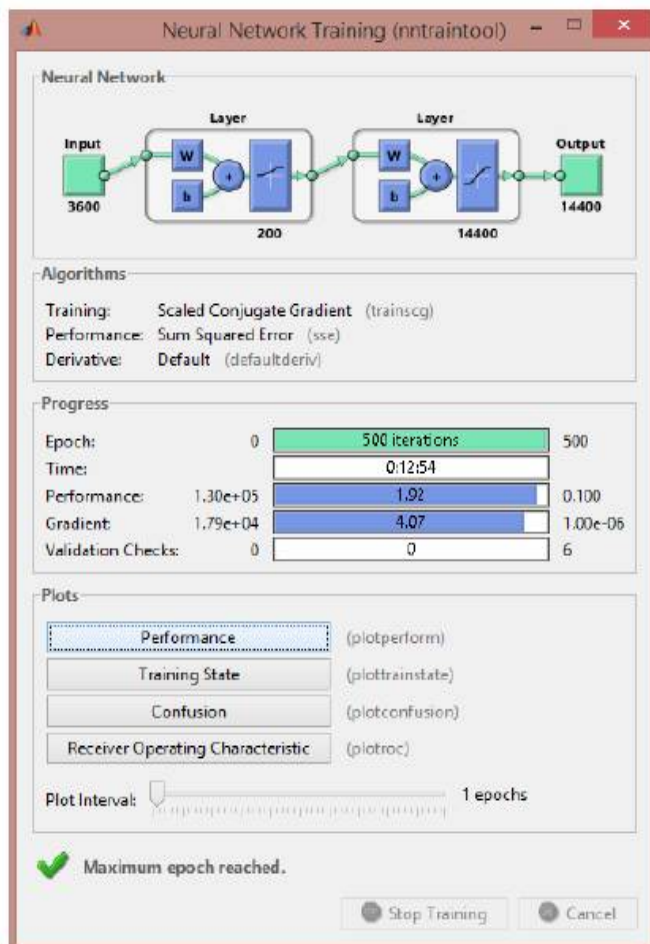 Neural Network Training (nntraintool)
Neural Network
Layer Layer
Input Output
W W
+ +
b b
3600 14400
200 14400
Algorithms
Training: Scaled Conjugate Gradient (trainscg)
Performance: Sum Squared Error (sse)
Derivative: Default (defaultderiv)
Progress
Epoch: 0 500 iterations 500
Time: 0:12:54
Performance: 1.30e+05 1.92 0.100
Gradient: 1.79e+04 4.07 1.00e-06
Validation Checks: 0 0 6
Plots
Performance (plotperform)
Training State (plottrainstate)
Confusion (plotconfusion)
Receiver Operating Characteristic (plotroc)
Plot Interval: 1 epochs
Maximum epoch reached.
Stop Training Cancel